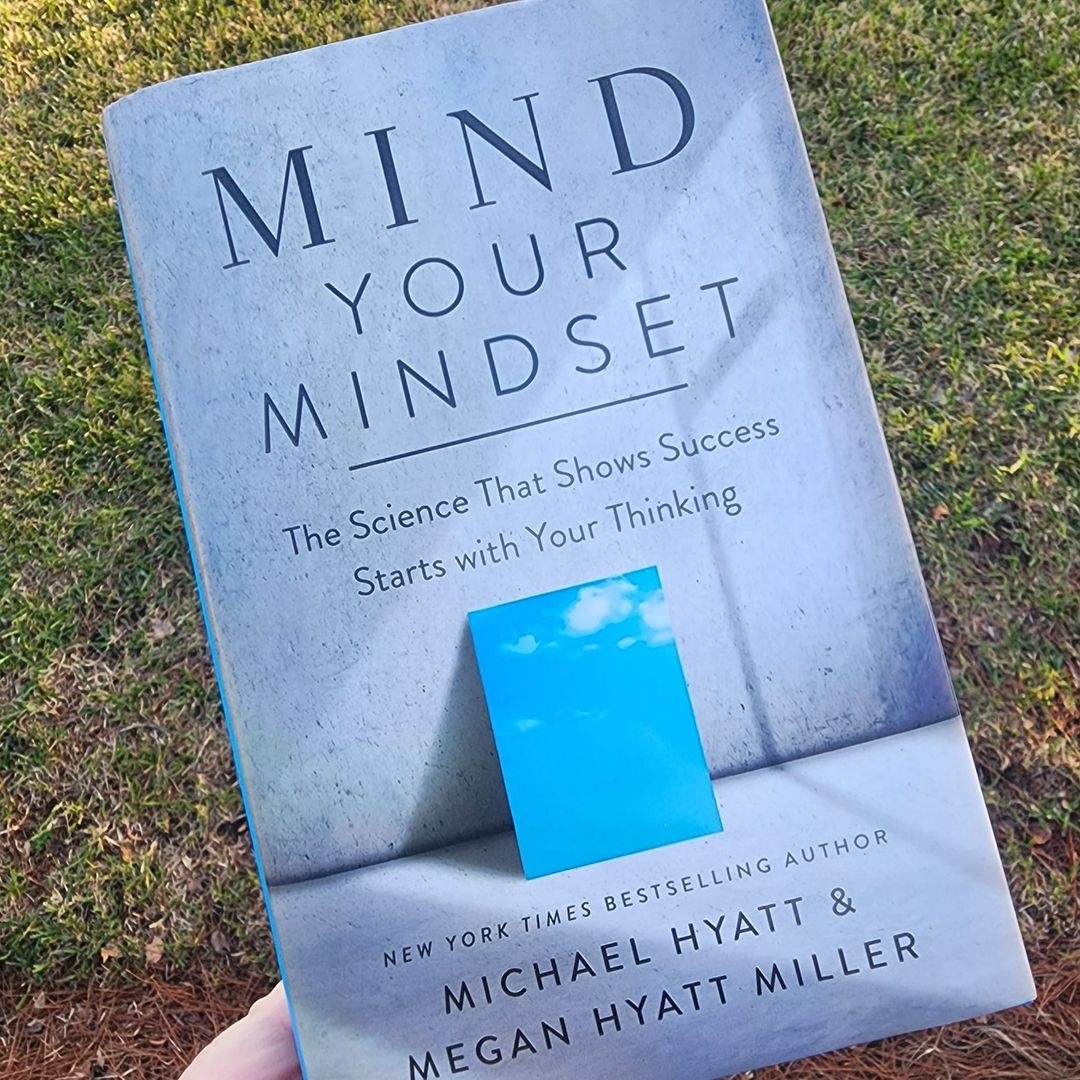 MIND
YOUR
MINDSET
The Science That Shows Success
Starts with Your Thinking
NEW YORK TIMES BESTSELLING AUTHOR
MICHAEL HYATT &
MEGAN HYATT MILLER